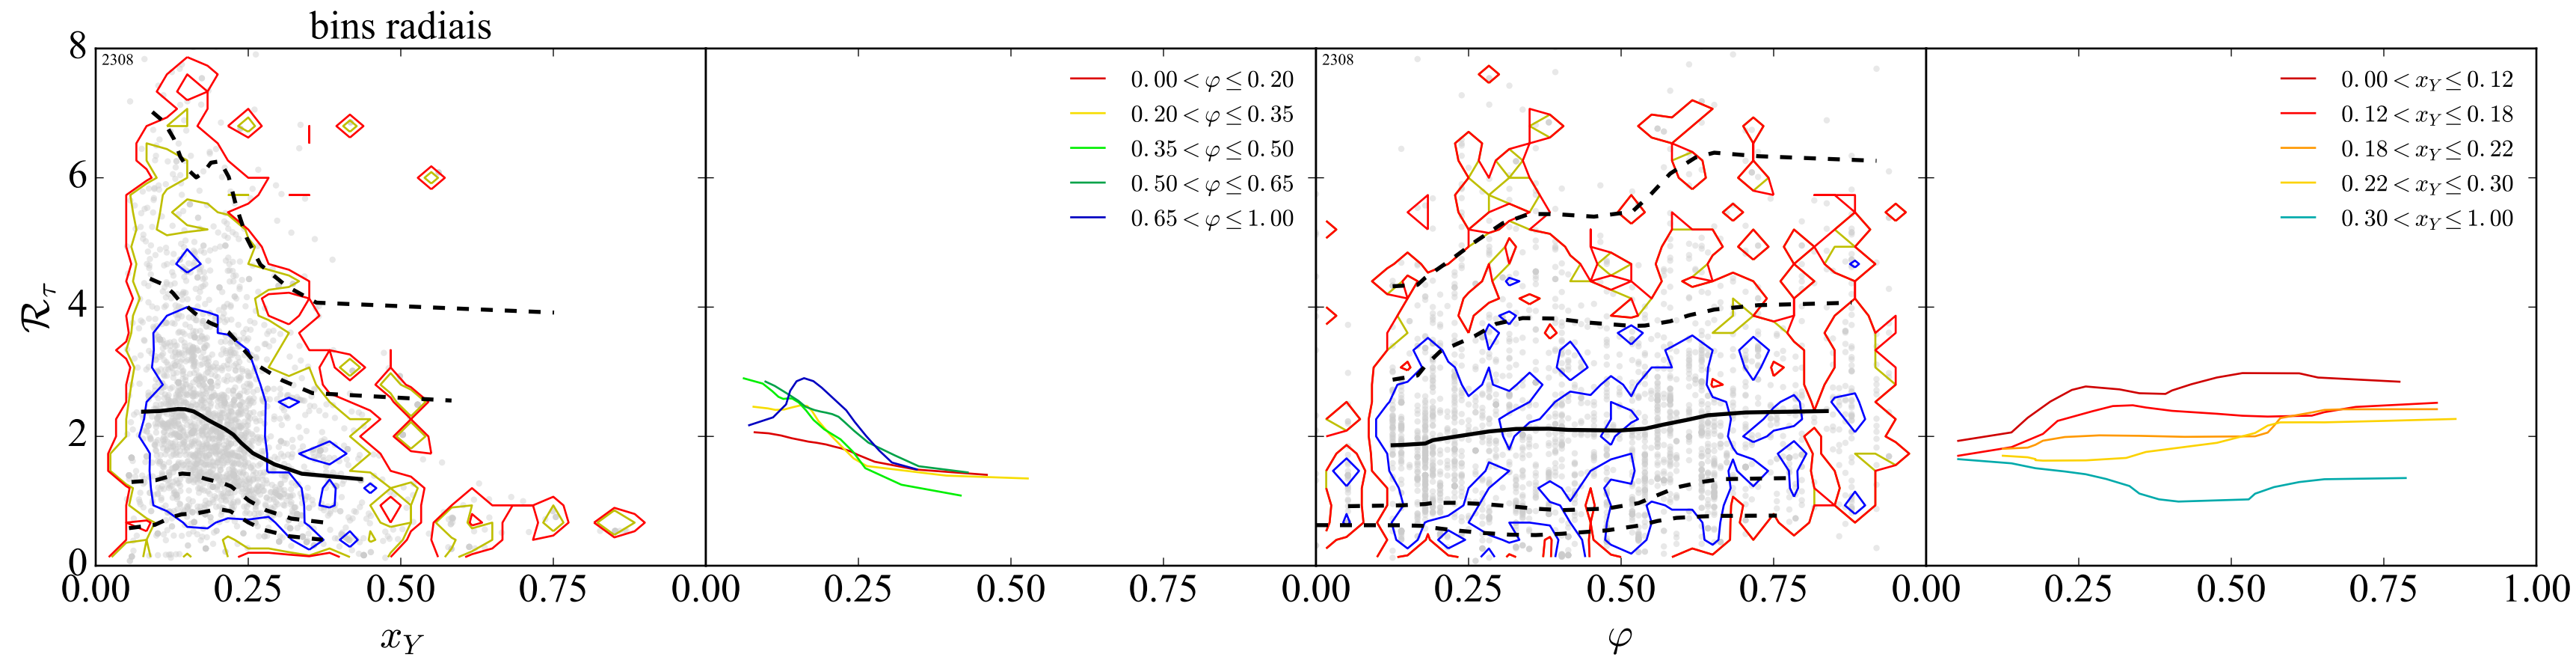 bins radiais
8
6
4
2
0
R_τ
2308
0.00 < φ ≤ 0.20
0.20 < φ ≤ 0.35
0.35 < φ ≤ 0.50
0.50 < φ ≤ 0.65
0.65 < φ ≤ 1.00
2308
0.00 < x_Y ≤ 0.12
0.12 < x_Y ≤ 0.18
0.18 < x_Y ≤ 0.22
0.22 < x_Y ≤ 0.30
0.30 < x_Y ≤ 1.00
0.00 0.25 0.50 0.75 0.00 0.25 0.50 0.75 0.00 0.25 0.50 0.75 0.00 0.25 0.50 0.75 1.00
x_Y φ